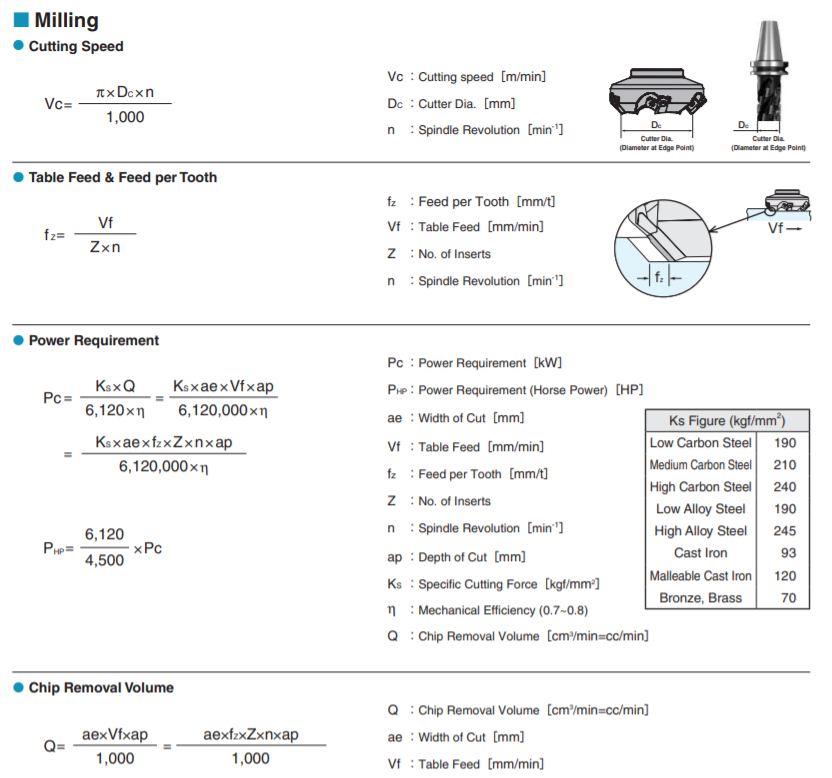 Milling
Cutting Speed
Vc= π×Dc×n / 1,000
Vc : Cutting speed [m/min]
Dc : Cutter Dia. [mm]
n : Spindle Revolution [min⁻¹]
Dc
Cutter Dia.
(Diameter at Edge Point)
Dc
Cutter Dia.
(Diameter at Edge Point)
Table Feed & Feed per Tooth
fz= Vf / Z×n
fz : Feed per Tooth [mm/t]
Vf : Table Feed [mm/min]
Z : No. of Inserts
n : Spindle Revolution [min⁻¹]
fz
Vf
Power Requirement
Pc= Ks×Q / 6,120×η = Ks×ae×Vf×ap / 6,120,000×η
= Ks×ae×fz×Z×n×ap / 6,120,000×η
PHP= 6,120 / 4,500 ×Pc
Pc : Power Requirement [kW]
PHP : Power Requirement (Horse Power) [HP]
ae : Width of Cut [mm]
Vf : Table Feed [mm/min]
fz : Feed per Tooth [mm/t]
Z : No. of Inserts
n : Spindle Revolution [min⁻¹]
ap : Depth of Cut [mm]
Ks : Specific Cutting Force [kgf/mm²]
η : Mechanical Efficiency (0.7~0.8)
Q : Chip Removal Volume [cm³/min=cc/min]
Ks Figure (kgf/mm²)
Low Carbon Steel 190
Medium Carbon Steel 210
High Carbon Steel 240
Low Alloy Steel 190
High Alloy Steel 245
Cast Iron 93
Malleable Cast Iron 120
Bronze, Brass 70
Chip Removal Volume
Q= ae×Vf×ap / 1,000 = ae×fz×Z×n×ap / 1,000
Q : Chip Removal Volume [cm³/min=cc/min]
ae : Width of Cut [mm]
Vf : Table Feed [mm/min]